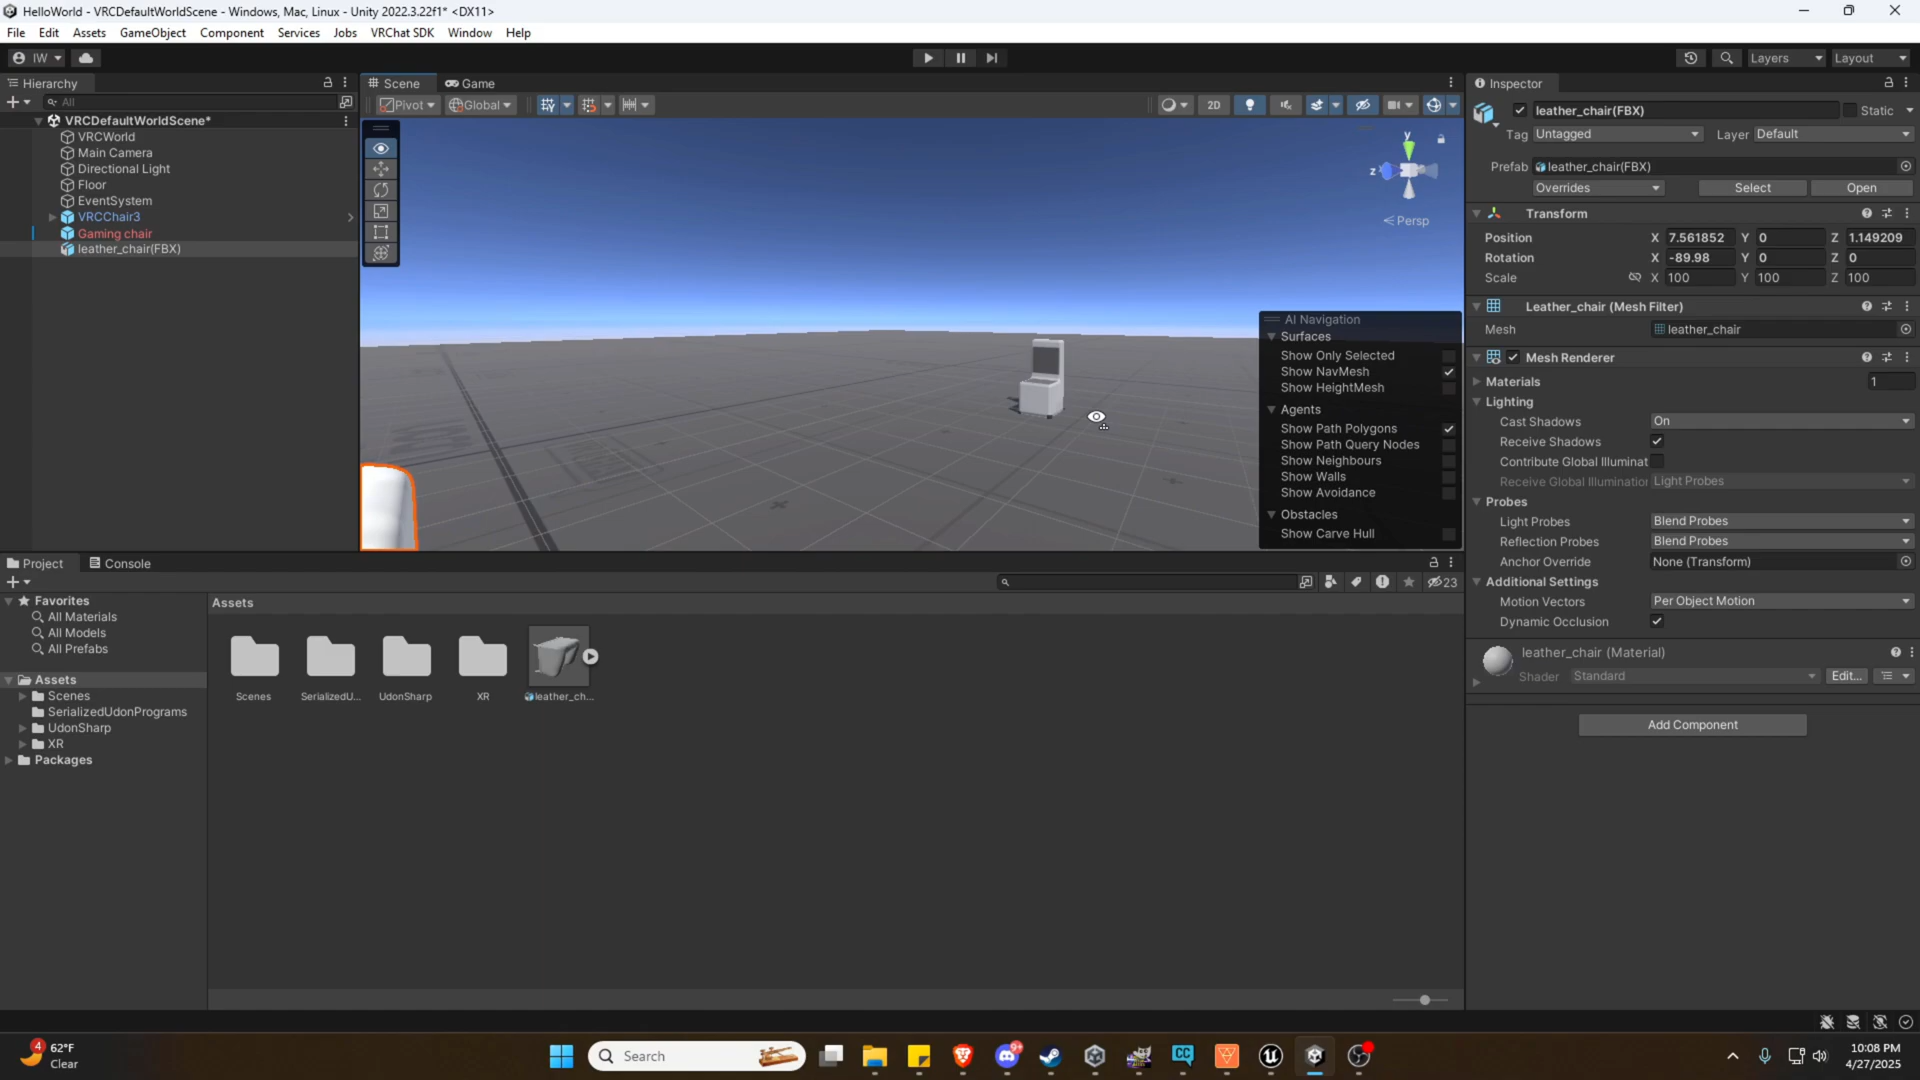 HelloWorld - VRCDefaultWorldScene - Windows, Mac, Linux - Unity 2022.3.22f1* <DX11>
File Edit Assets GameObject Component Services Jobs VRChat SDK Window Help
IW
Layers
Layout
Hierarchy
All
VRCDefaultWorldScene*
VRCWorld
Main Camera
Directional Light
Floor
EventSystem
VRCChair3
Gaming chair
leather_chair(FBX)
Scene
Game
Pivot
Global
2D
y
z
Persp
AI Navigation
Surfaces
Show Only Selected
Show NavMesh
Show HeightMesh
Agents
Show Path Polygons
Show Path Query Nodes
Show Neighbours
Show Walls
Show Avoidance
Obstacles
Show Carve Hull
Inspector
leather_chair(FBX)
Static
Tag Untagged
Layer Default
Prefab leather_chair(FBX)
Overrides
Select
Open
Transform
Position X 7.561852 Y 0 Z 1.149209
Rotation X -89.98 Y 0 Z 0
Scale X 100 Y 100 Z 100
Leather_chair (Mesh Filter)
Mesh leather_chair
Mesh Renderer
Materials 1
Lighting
Cast Shadows On
Receive Shadows
Contribute Global Illuminat
Receive Global Illumination Light Probes
Probes
Light Probes Blend Probes
Reflection Probes Blend Probes
Anchor Override None (Transform)
Additional Settings
Motion Vectors Per Object Motion
Dynamic Occlusion
leather_chair (Material)
Shader Standard
Edit...
Add Component
Project
Console
23
Favorites
All Materials
All Models
All Prefabs
Assets
Scenes
SerializedUdonPrograms
UdonSharp
XR
Packages
Assets
Scenes
SerializedU...
UdonSharp
XR
leather_ch...
4
62°F
Clear
Search
9+
CC
10:08 PM
4/27/2025